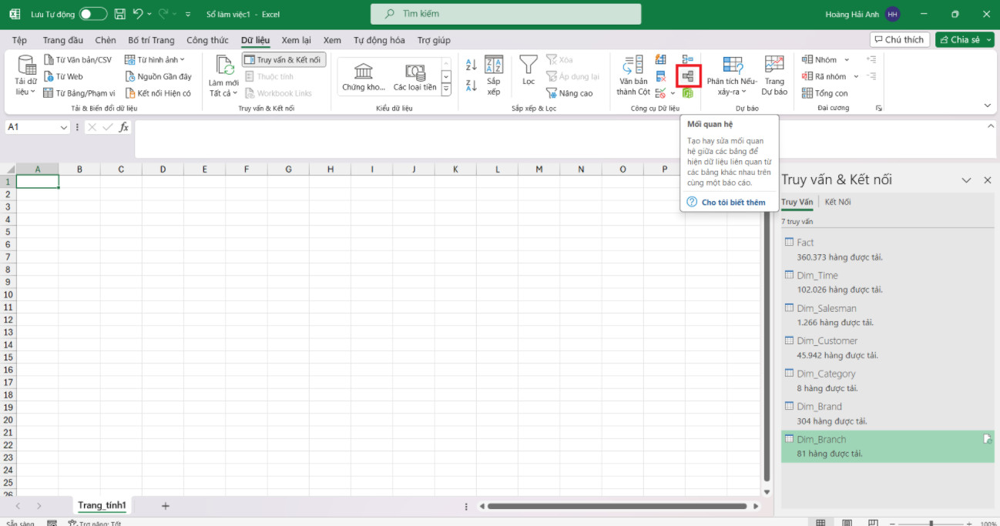 Lưu Tự động
Sổ làm việc1 - Excel
Tìm kiếm
Hoàng Hải Anh
HH
Tệp Trang đầu Chèn Bố trí Trang Công thức Dữ liệu Xem lại Xem Tự động hóa Trợ giúp
Chú thích
Chia sẻ
Tải dữ
liệu
Từ Văn bản/CSV
Từ Web
Từ Bảng/Phạm vi
Từ hình ảnh
Nguồn Gần đây
Kết nối Hiện có
Tải & Biến đổi dữ liệu
Làm mới
Tất cả
Truy vấn & Kết nối
Thuộc tính
Workbook Links
Truy vấn & Kết nối
Chứng kho...
Các loại tiền
Kiểu dữ liệu
Sắp
xếp
Lọc
Xóa
Áp dụng lại
Nâng cao
Sắp xếp & Lọc
Văn bản
thành Cột
Công cụ Dữ liệu
Phân tích Nếu-
xảy-ra
Trang
Dự báo
Dự báo
Nhóm
Rã nhóm
Tổng con
Đại cương
A1
fx
Mối quan hệ
Tạo hay sửa mối quan
hệ giữa các bảng để
hiện dữ liệu liên quan từ
các bảng khác nhau trên
cùng một báo cáo.
Cho tôi biết thêm
A B C D E F G H I J K L M N O P
1
2
3
4
5
6
7
8
9
10
11
12
13
14
15
16
17
18
19
20
21
22
23
24
25
26
Truy vấn & Kết nối
Truy Vấn Kết Nối
7 truy vấn
Fact
360.373 hàng được tải.
Dim_Time
102.026 hàng được tải.
Dim_Salesman
1.266 hàng được tải.
Dim_Customer
45.942 hàng được tải.
Dim_Category
8 hàng được tải.
Dim_Brand
304 hàng được tải.
Dim_Branch
81 hàng được tải.
Trang_tính1
Sẵn sàng
Trợ năng: Tốt
100%